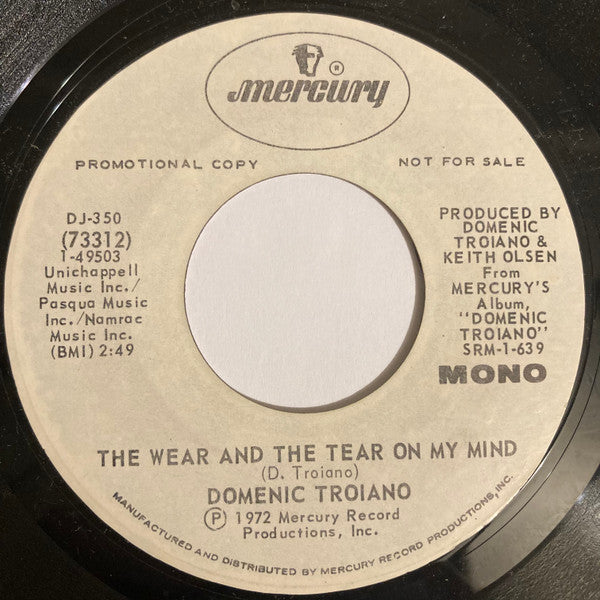 ®
mercury
PROMOTIONAL COPY
NOT FOR SALE
DJ-350
(73312)
1-49503
Unichappell
Music Inc./
Pasqua Music
Inc./Namrac
Music Inc.
(BMI) 2:49
PRODUCED BY
DOMENIC
TROIANO &
KEITH OLSEN
From
MERCURY'S
Album,
"DOMENIC
TROIANO"
SRM-1-639
MONO
THE WEAR AND THE TEAR ON MY MIND
(D. Troiano)
DOMENIC TROIANO
Ⓟ 1972 Mercury Record
Productions, Inc.
MANUFACTURED AND DISTRIBUTED BY MERCURY RECORD PRODUCTIONS, INC.